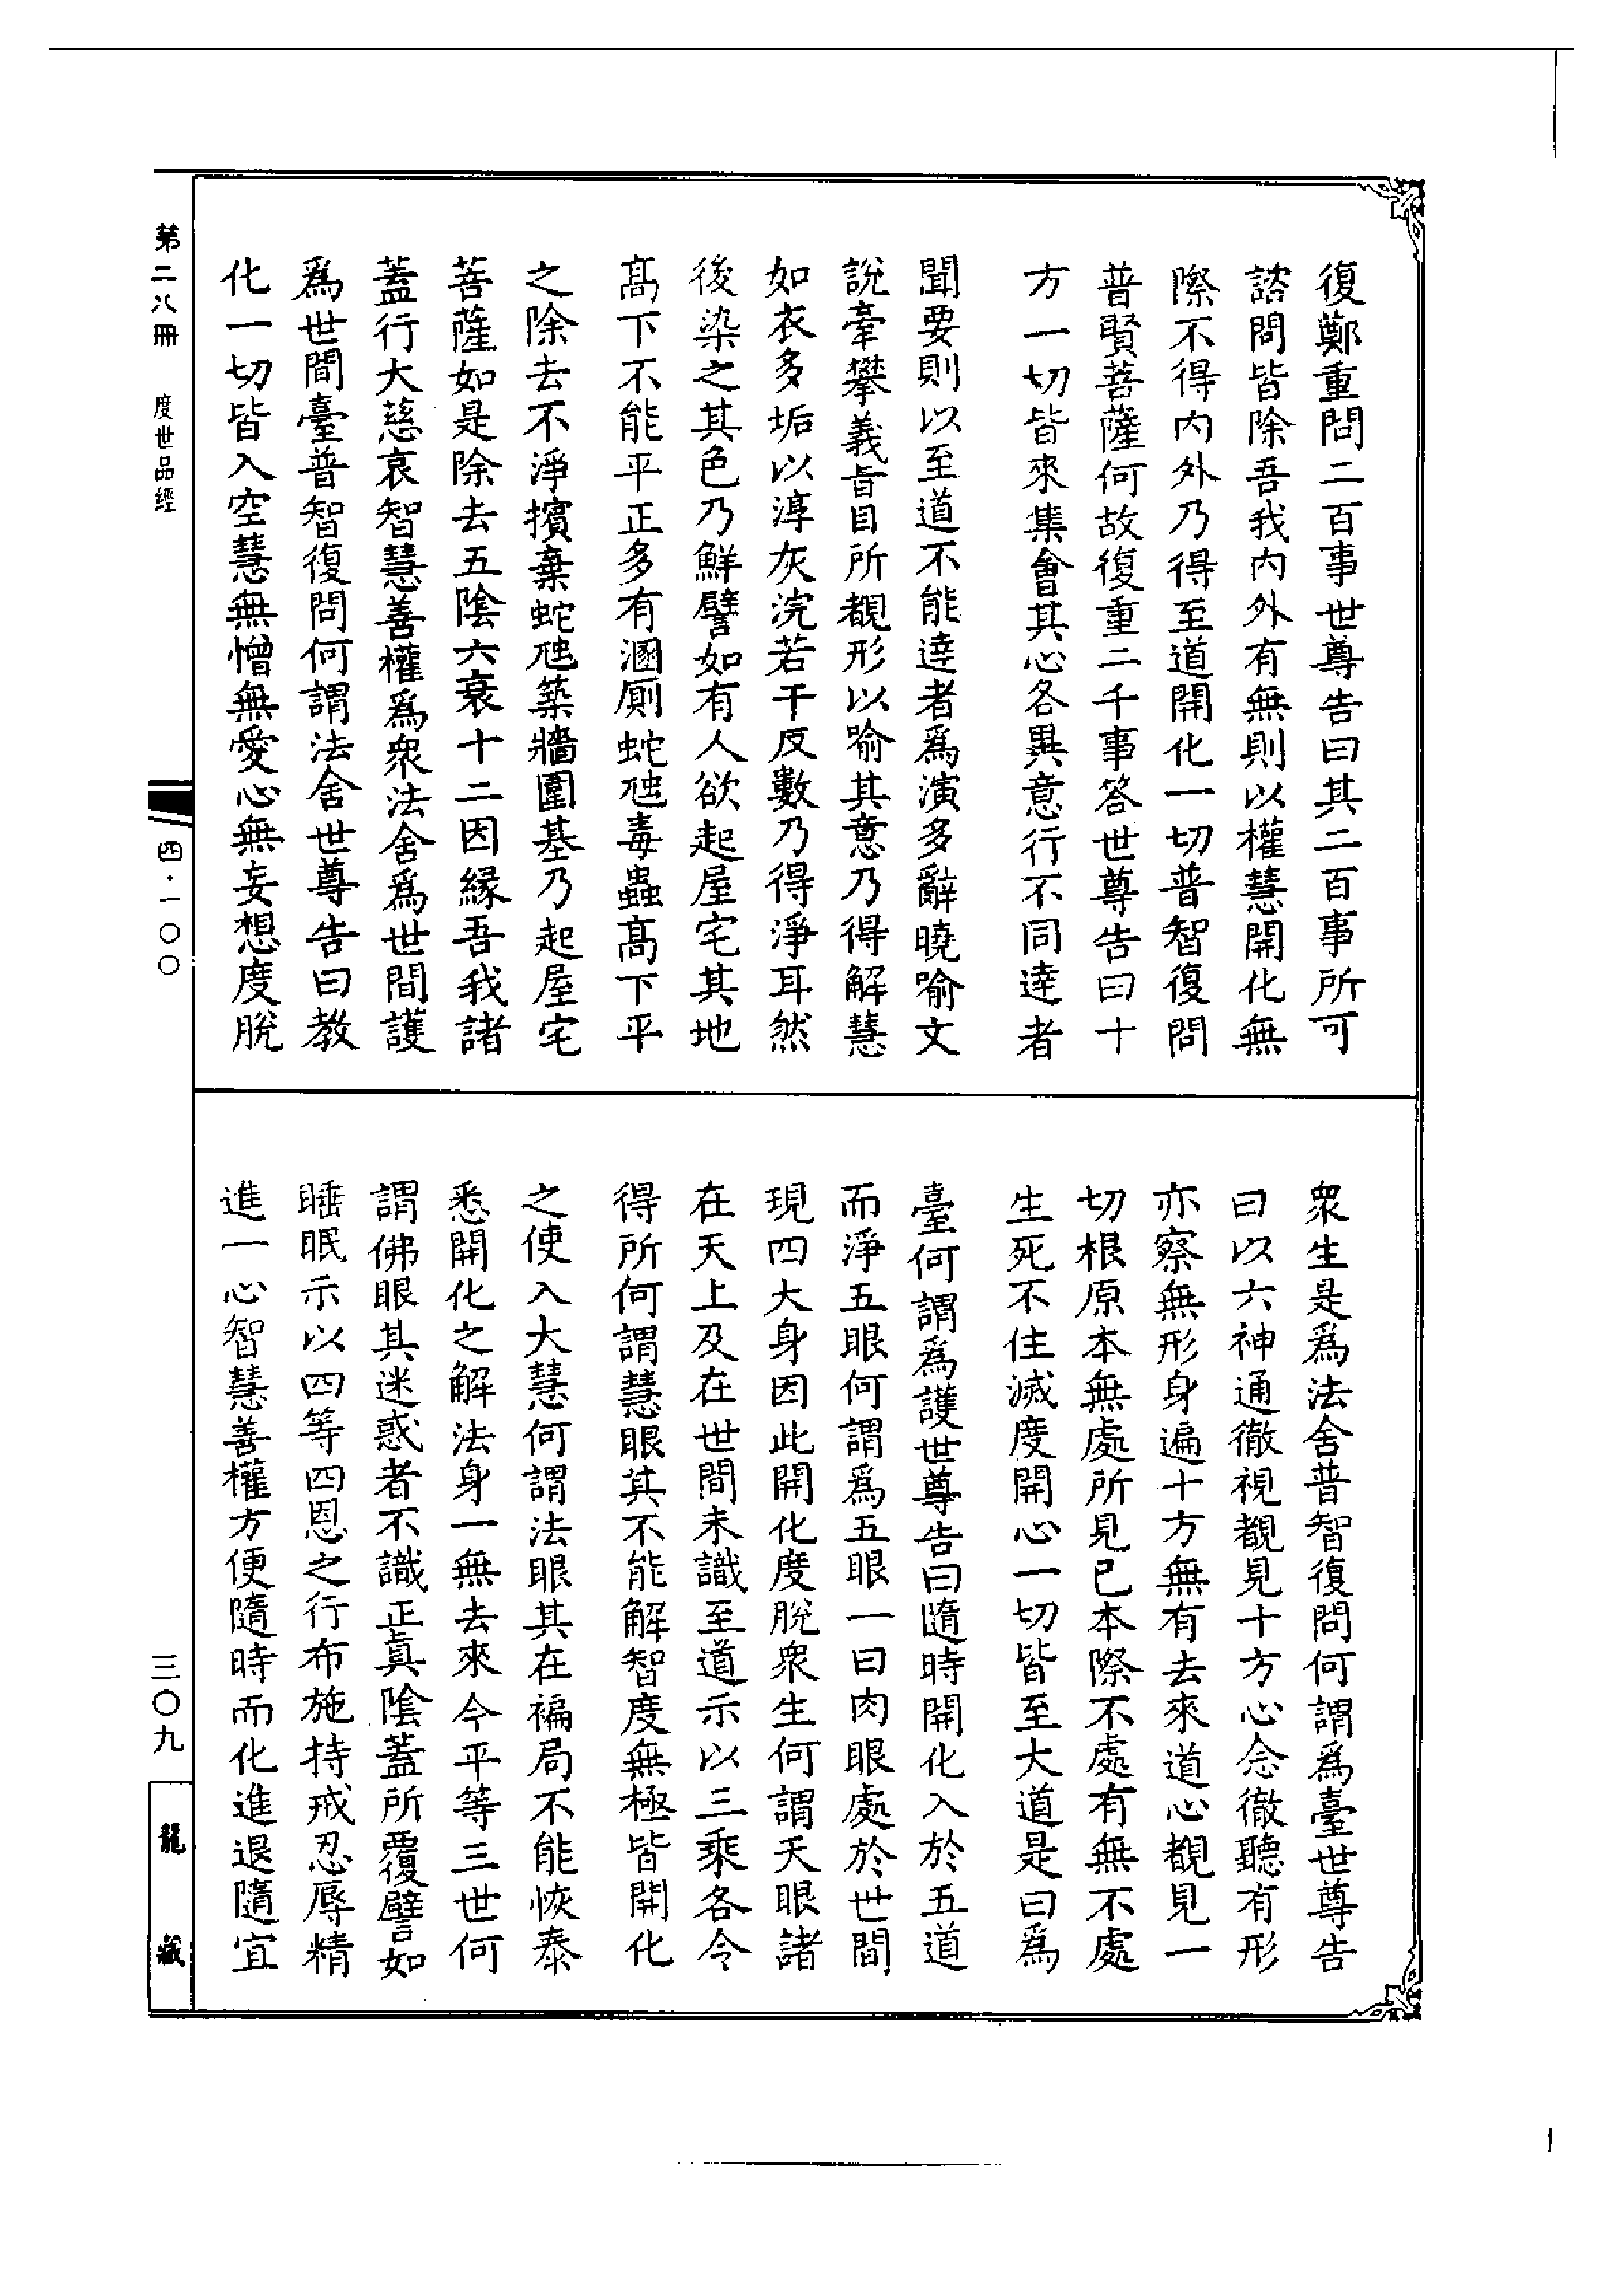 復鄭重問二百事世尊告曰其二百事所可
諮問皆除吾我內外有無則以權慧開化無
際不得內外乃得至道開化一切普智復問
普賢菩薩何故復重二千事答世尊告曰十
方一切皆來集會其心各異意行不同達者
聞要則以至道不能達者為演多辭曉喻文
說牽攀義旨目所覩形以喻其意乃得解慧
如衣多垢以淳灰浣若干反數乃得淨耳然
後染之其色乃鮮譬如有人欲起屋宅其地
高下不能平正多有溷厠蛇虺毒蟲高下平
之除去不淨擯棄蛇虺築牆圍基乃起屋宅
菩薩如是除去五陰六衰十二因緣吾我諸
蓋行大慈哀智慧善權為衆法舍為世間護
為世間臺普智復問何謂法舍世尊告曰教
化一切皆入空慧無憎無愛心無妄想度脫
衆生是為法舍普智復問何謂為臺世尊告
曰以六神通徹視覩見十方心念徹聽有形
亦察無形身遍十方無有去來道心覩見一
切根原本無處所見已本際不處有無不處
生死不住滅度開心一切皆至大道是曰為
臺何謂為護世尊告曰隨時開化入於五道
而淨五眼何謂為五眼一曰肉眼處於世間
現四大身因此開化度脫衆生何謂天眼諸
在天上及在世間未識至道示以三乘各令
得所何謂慧眼其不能解智度無極皆開化
之使入大慧何謂法眼其在褊局不能恢泰
悉開化之解法身一無去來今平等三世何
謂佛眼其迷惑者不識正真陰蓋所覆譬如
睡眠示以四等四恩之行布施持戒忍辱精
進一心智慧善權方便隨時而化進退隨宜
第二八冊　度世品經
四·一〇〇
三〇九
龍藏